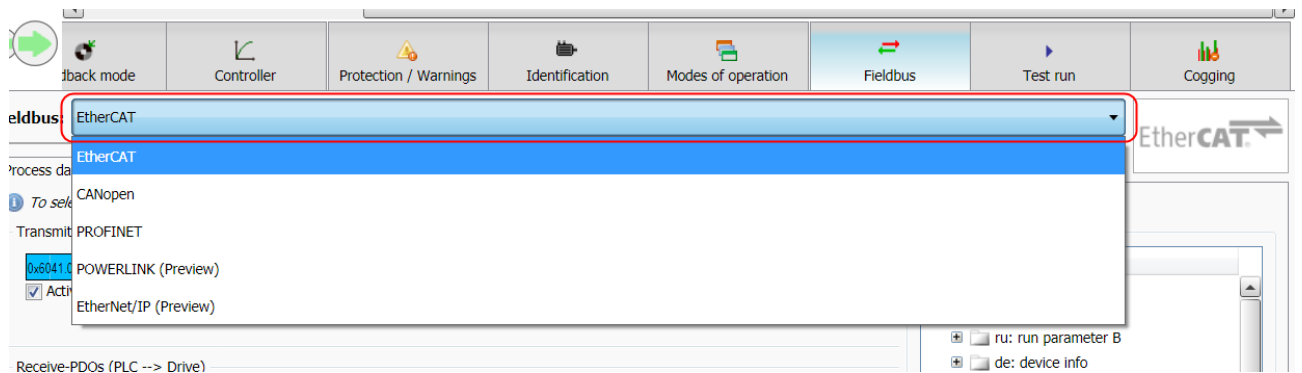 dback mode
Controller
Protection / Warnings
Identification
Modes of operation
Fieldbus
Test run
Cogging
eldbus: EtherCAT
EtherCAT
EtherCAT
Process da
To sele
CANopen
Transmit
PROFINET
0x6041.0
POWERLINK (Preview)
Activ
EtherNet/IP (Preview)
ru: run parameter B
de: device info
Receive-PDOs (PLC --> Drive)